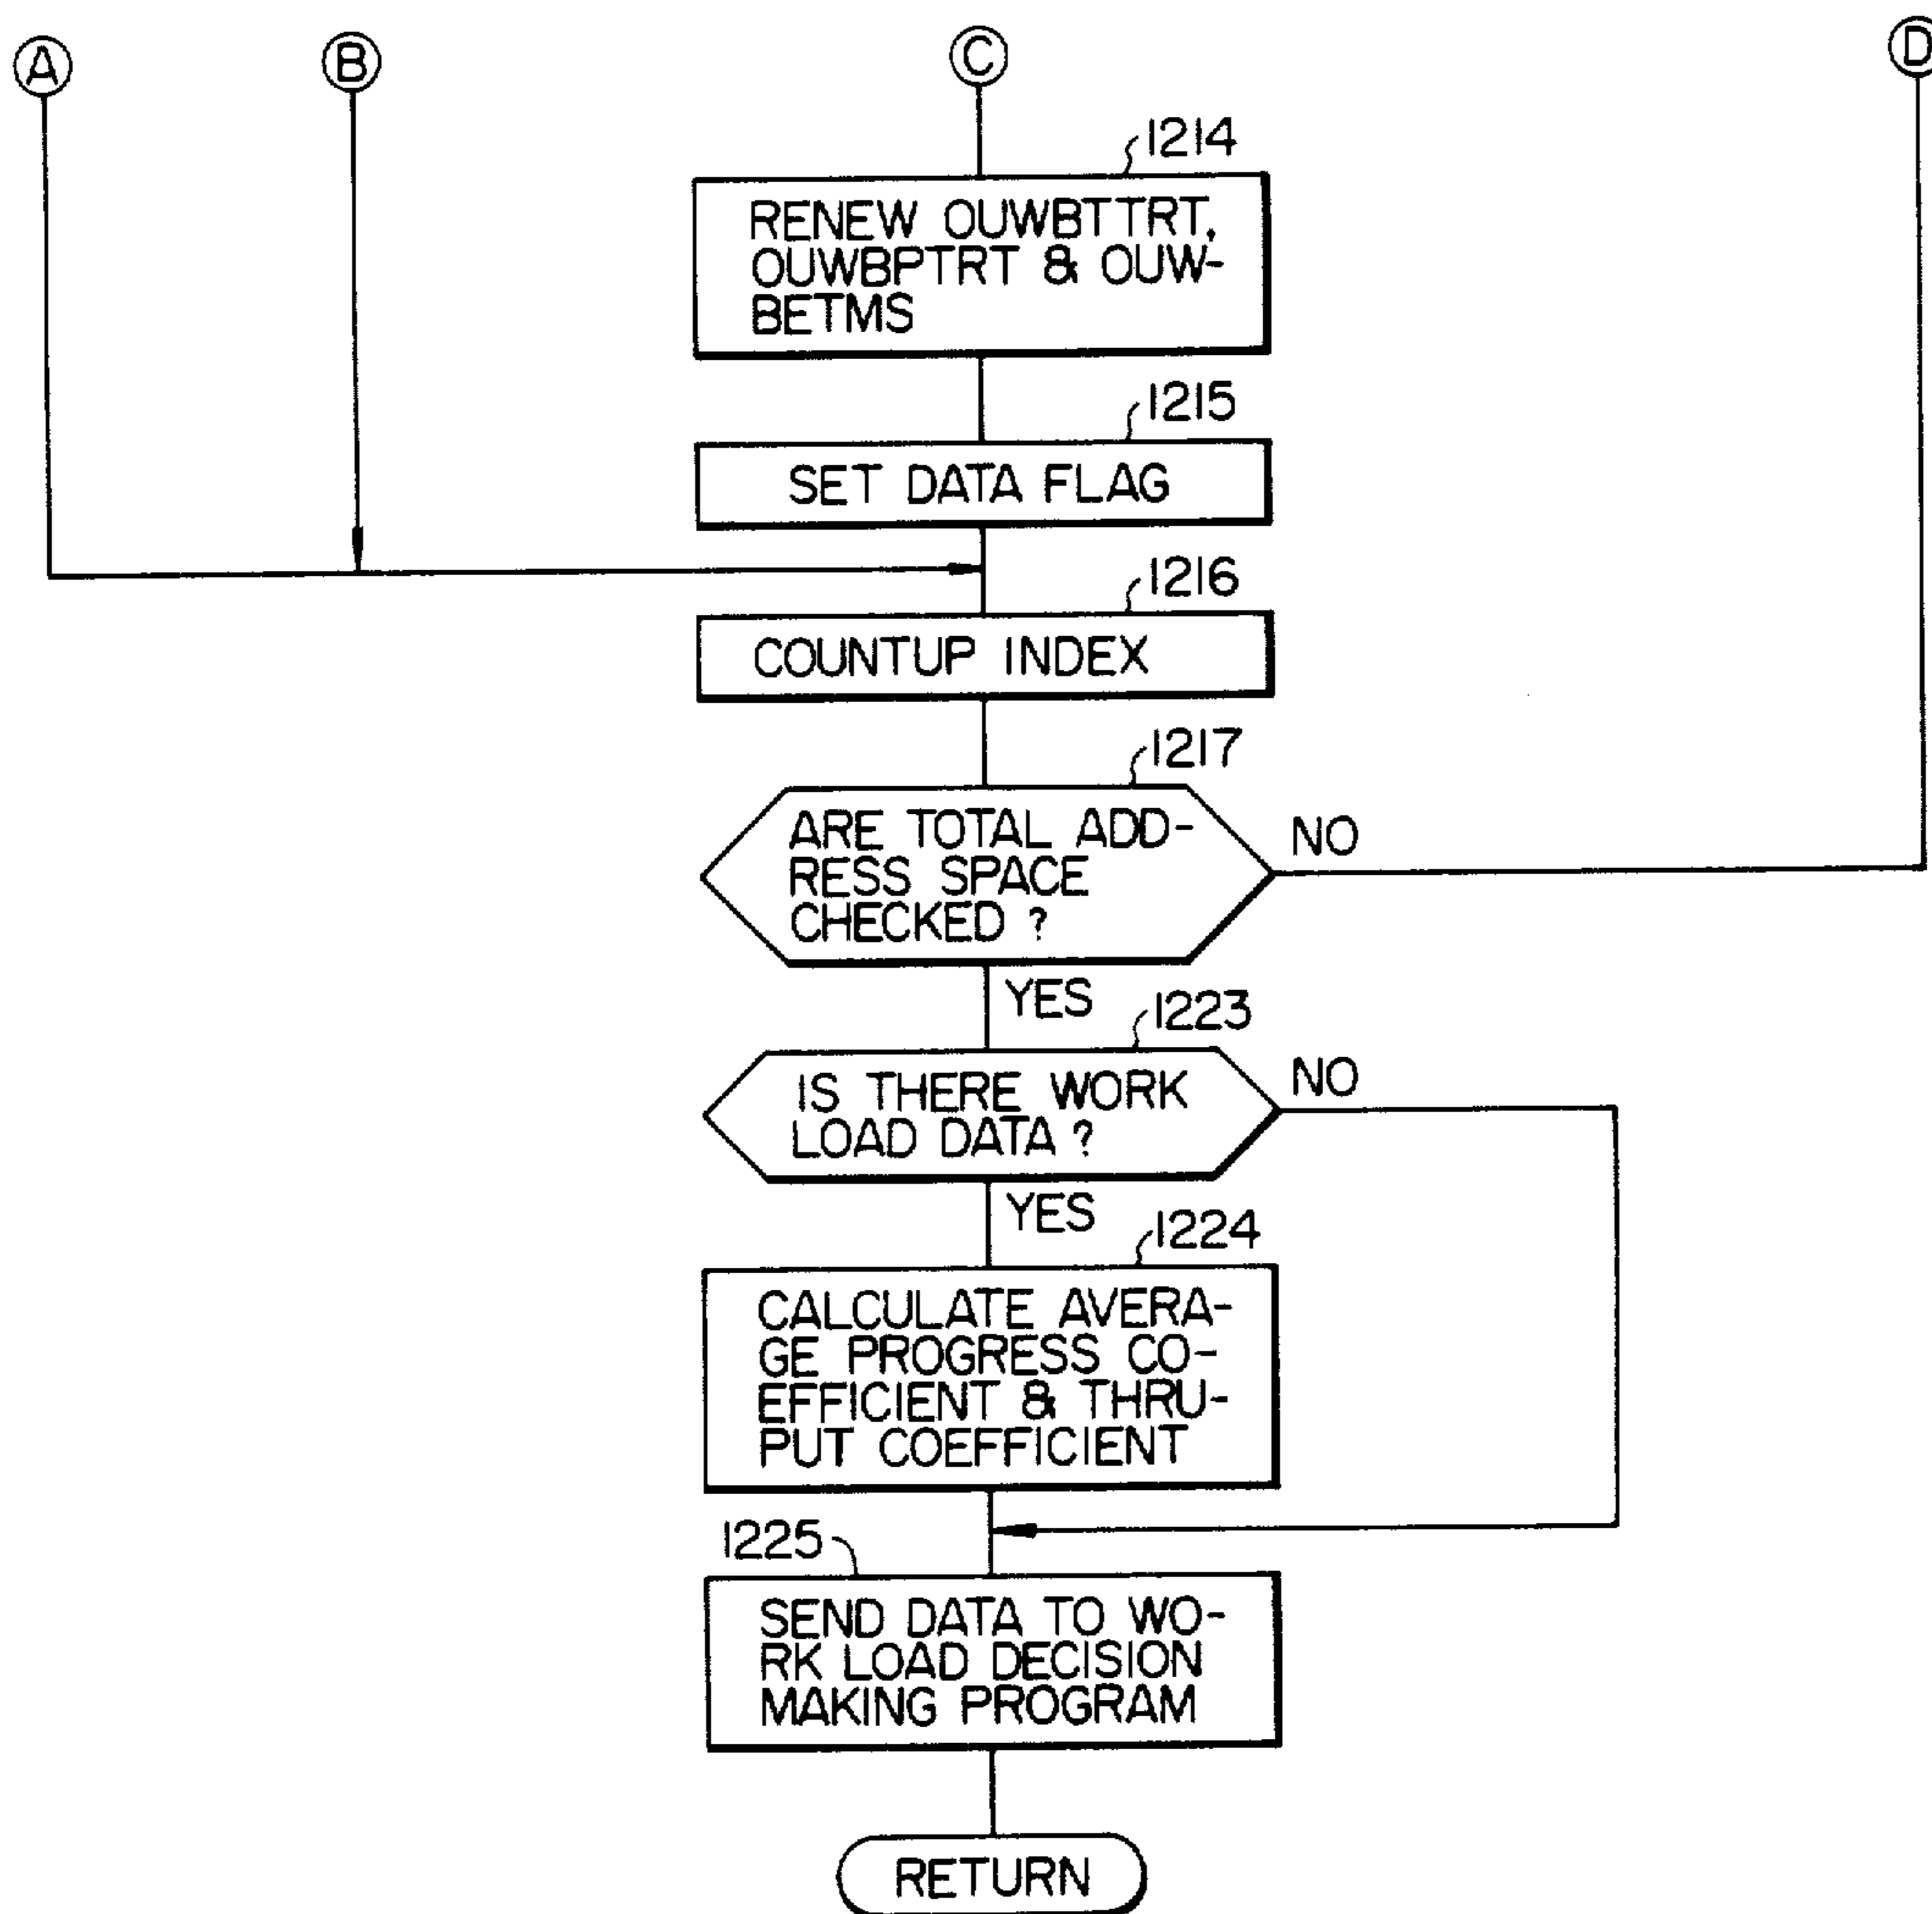 A
B
C
D
1214
RENEW OUWBTTRT,
OUWBPTRT & OUW-
BETMS
1215
SET DATA FLAG
1216
COUNTUP INDEX
1217
ARE TOTAL ADD-
RESS SPACE
CHECKED ?
NO
YES
1223
IS THERE WORK
LOAD DATA ?
NO
YES
1224
CALCULATE AVERA-
GE PROGRESS CO-
EFFICIENT & THRU-
PUT COEFFICIENT
1225
SEND DATA TO WO-
RK LOAD DECISION
MAKING PROGRAM
RETURN